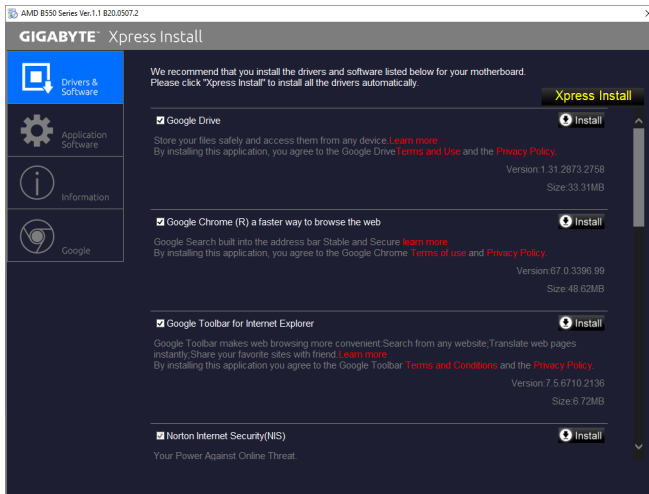 AMD B550 Series Ver.1.1 B20.0507.2
GIGABYTE™ Xpress Install
Drivers &
Software
Application
Software
Information
Google
We recommend that you install the drivers and software listed below for your motherboard.
Please click "Xpress Install" to install all the drivers automatically.
Xpress Install
Google Drive
Install
Store your files safely and access them from any device.Learn more
By installing this application, you agree to the Google DriveTerms and Use and the Privacy Policy.
Version:1.31.2873.2758
Size:33.31MB
Google Chrome (R) a faster way to browse the web
Install
Google Search built into the address bar Stable and Secure learn more
By installing this application, you agree to the Google Chrome Terms of use and Privacy Policy.
Version:67.0.3396.99
Size:48.62MB
Google Toolbar for Internet Explorer
Install
Google Toolbar makes web browsing more convenient:Search from any website;Translate web pages
instantly;Share your favorite sites with friend.Learn more
By installing this application you agree to the Google Toolbar Terms and Conditions and the Privacy Policy.
Version:7.5.6710.2136
Size:6.72MB
Norton Internet Security(NIS)
Install
Your Power Against Online Threat.